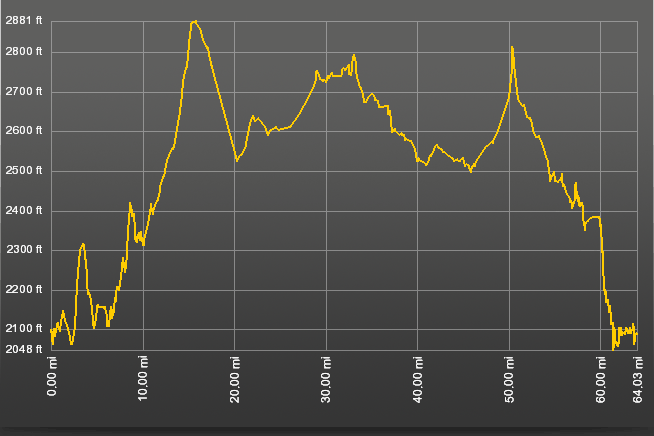 2881 ft
2800 ft
2700 ft
2600 ft
2500 ft
2400 ft
2300 ft
2200 ft
2100 ft
2048 ft
0.00 mi
10.00 mi
20.00 mi
30.00 mi
40.00 mi
50.00 mi
60.00 mi
64.03 mi